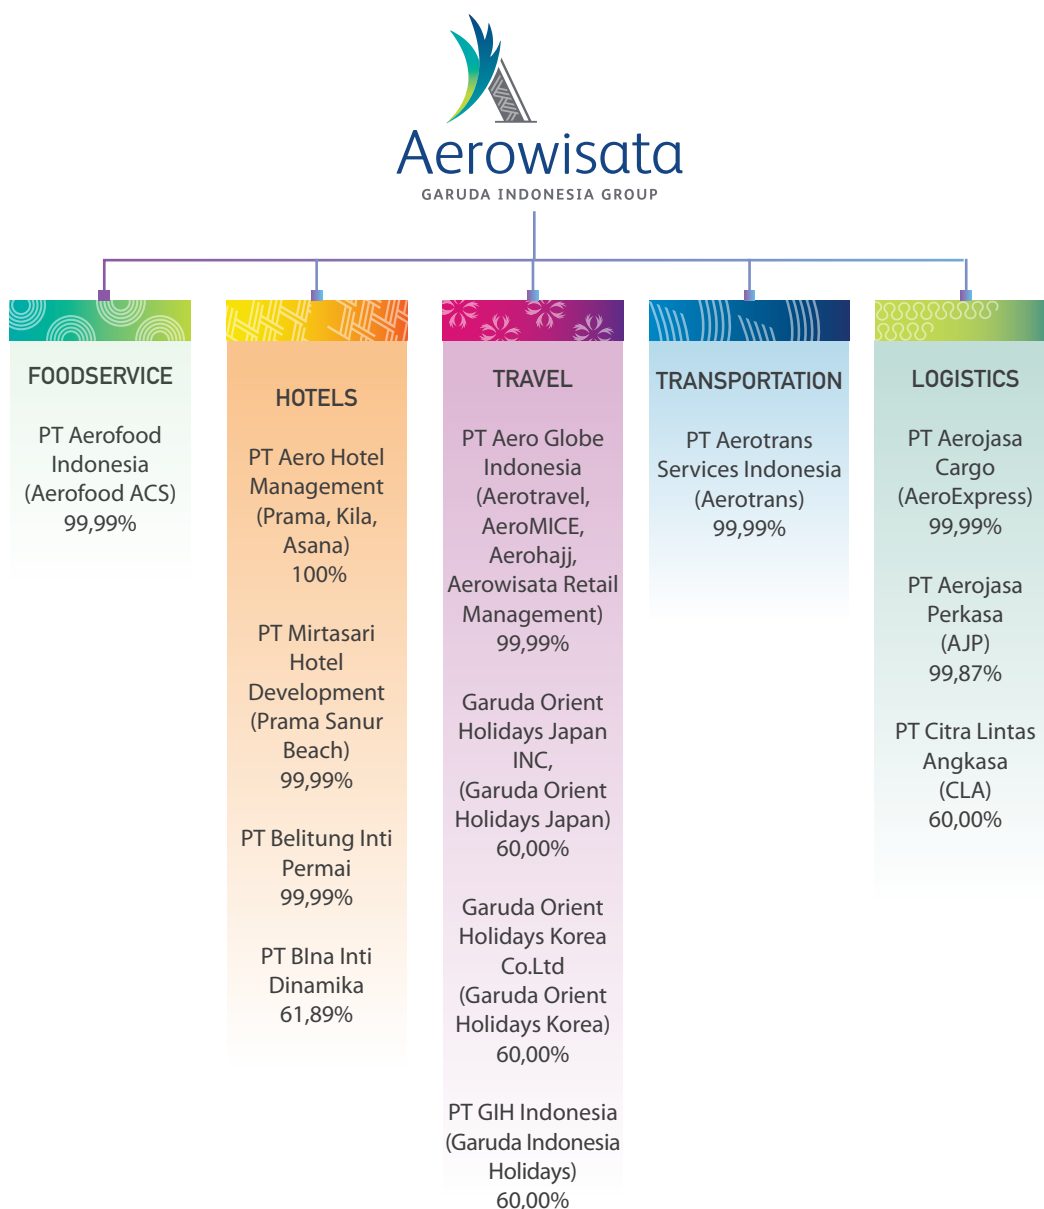 Aerowisata
GARUDA INDONESIA GROUP
FOODSERVICE
PT Aerofood
Indonesia
(Aerofood ACS)
99,99%
HOTELS
PT Aero Hotel
Management
(Prama, Kila,
Asana)
100%
PT Mirtasari
Hotel
Development
(Prama Sanur
Beach)
99,99%
PT Belitung Inti
Permai
99,99%
PT BIna Inti
Dinamika
61,89%
TRAVEL
PT Aero Globe
Indonesia
(Aerotravel,
AeroMICE,
Aerohajj,
Aerowisata Retail
Management)
99,99%
Garuda Orient
Holidays Japan
INC,
(Garuda Orient
Holidays Japan)
60,00%
Garuda Orient
Holidays Korea
Co.Ltd
(Garuda Orient
Holidays Korea)
60,00%
PT GIH Indonesia
(Garuda Indonesia
Holidays)
60,00%
TRANSPORTATION
PT Aerotrans
Services Indonesia
(Aerotrans)
99,99%
LOGISTICS
PT Aerojasa
Cargo
(AeroExpress)
99,99%
PT Aerojasa
Perkasa
(AJP)
99,87%
PT Citra Lintas
Angkasa
(CLA)
60,00%